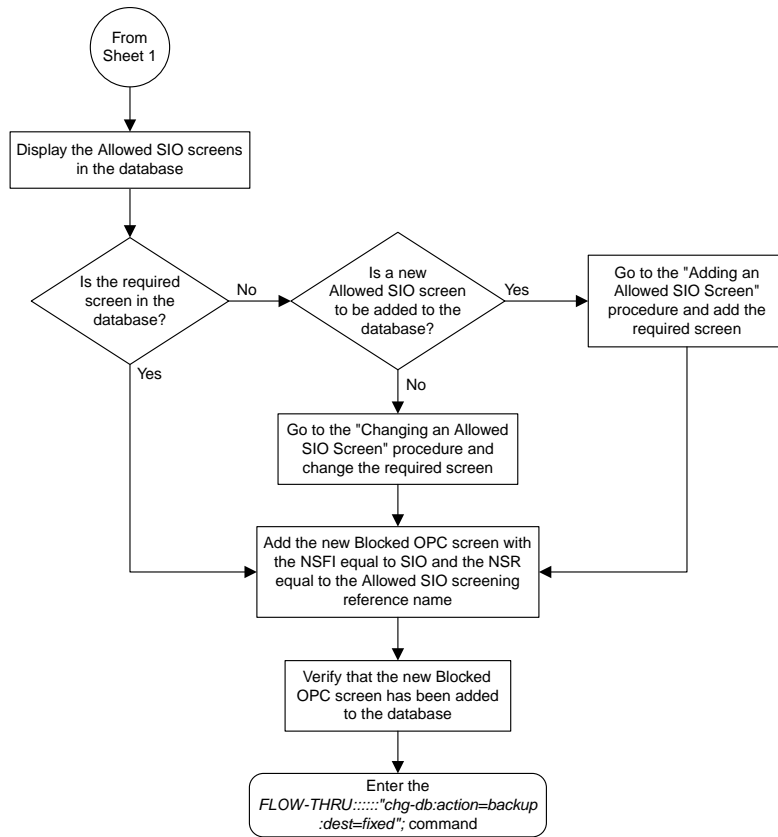 From
Sheet 1
Display the Allowed SIO screens
in the database
Is the required
screen in the
database?
No
Yes
Is a new
Allowed SIO screen
to be added to the
database?
Yes
No
Go to the "Adding an
Allowed SIO Screen"
procedure and add the
required screen
Go to the "Changing an Allowed
SIO Screen" procedure and
change the required screen
Add the new Blocked OPC screen with
the NSFI equal to SIO and the NSR
equal to the Allowed SIO screening
reference name
Verify that the new Blocked
OPC screen has been added
to the database
Enter the
FLOW-THRU::::::"chg-db:action=backup
:dest=fixed"; command